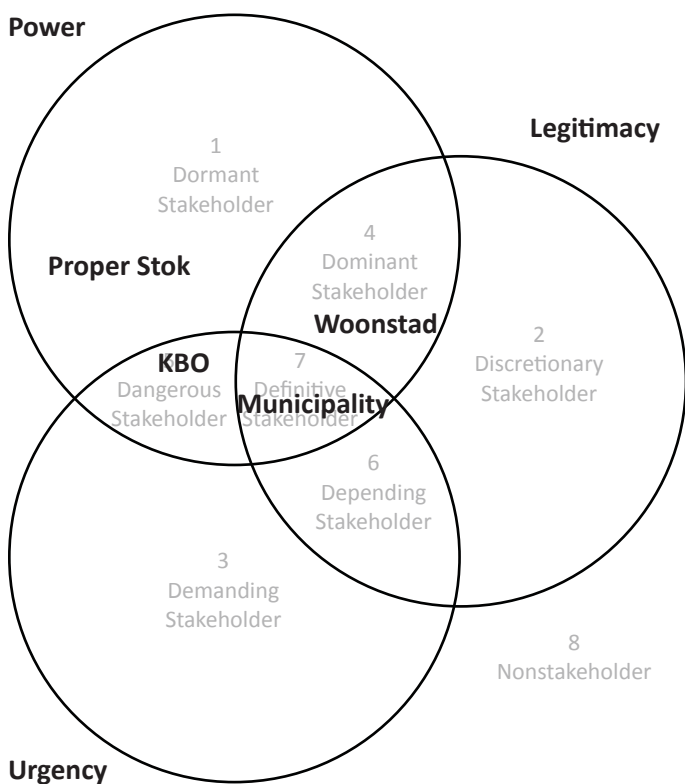 Power
Legitimacy
1
Dormant
Stakeholder
4
Dominant
Stakeholder
Proper Stok
Woonstad
2
Discretionary
Stakeholder
KBO
Dangerous
Stakeholder
7
Definitive
Stakeholder
Municipality
6
Depending
Stakeholder
3
Demanding
Stakeholder
8
Nonstakeholder
Urgency